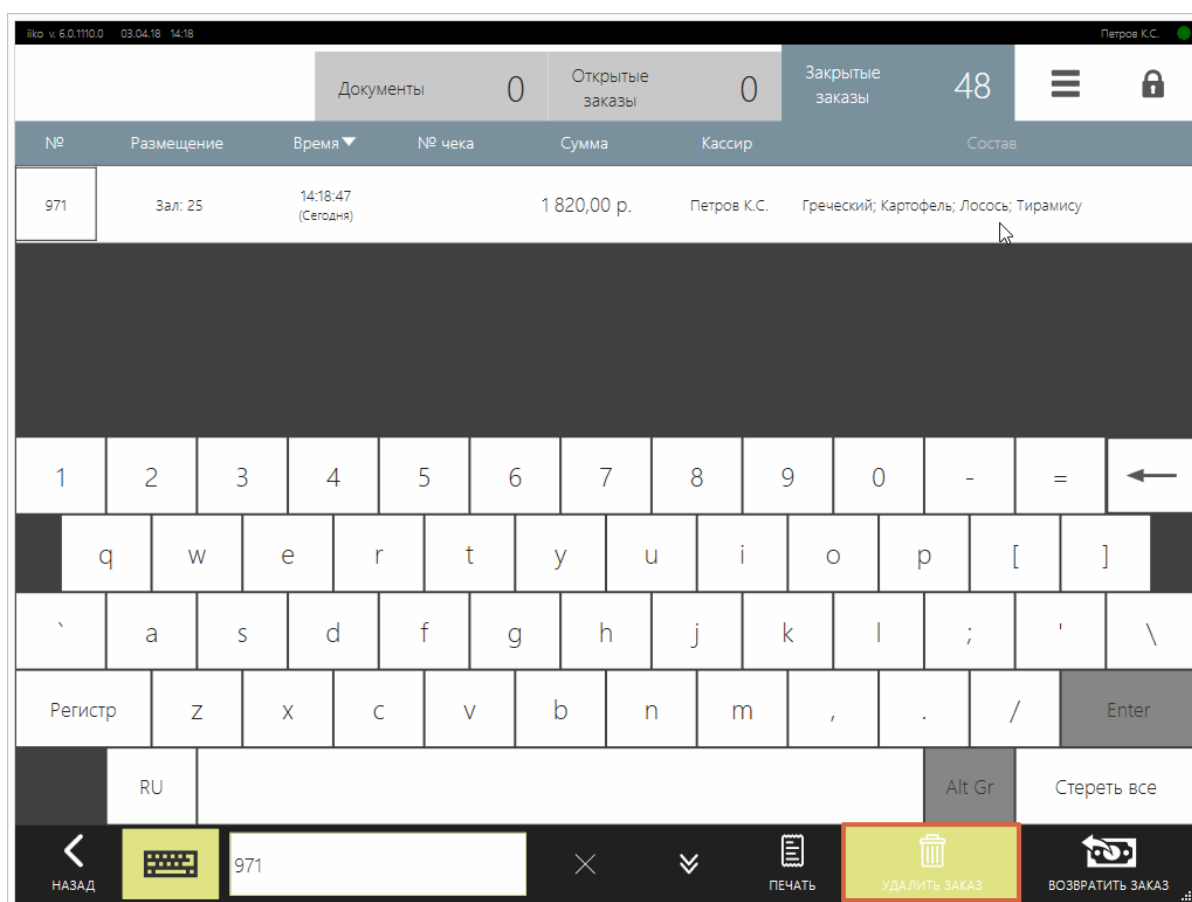 iiko v. 6.0.1110.0 03.04.18 14:18 Петров К.С.
Документы 0 Открытые заказы 0 Закрытые заказы 48
№ Размещение Время № чека Сумма Кассир Состав
971 Зал: 25 14:18:47 (Сегодня) 1 820,00 р. Петров К.С. Греческий; Картофель; Лосось; Тирамису
1 2 3 4 5 6 7 8 9 0 - =
q w e r t y u i o p [ ]
` a s d f g h j k l ; ' \
Регистр z x c v b n m , . / Enter
RU Alt Gr Стереть все
НАЗАД 971 ПЕЧАТЬ УДАЛИТЬ ЗАКАЗ ВОЗВРАТИТЬ ЗАКАЗ